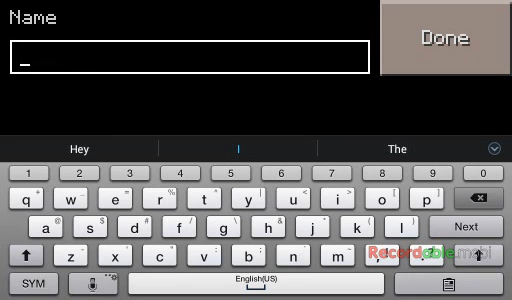 Name
Done
_
Hey I The
1 2 3 4 5 6 7 8 9 0
q + w - e = r % t ^ y | u < i > o [ p ]
a @ s $ d # f / g \ h & j * k ( l ) Next
z x c v b n m , ! . ?
Recordable.mobi
SYM English(US)